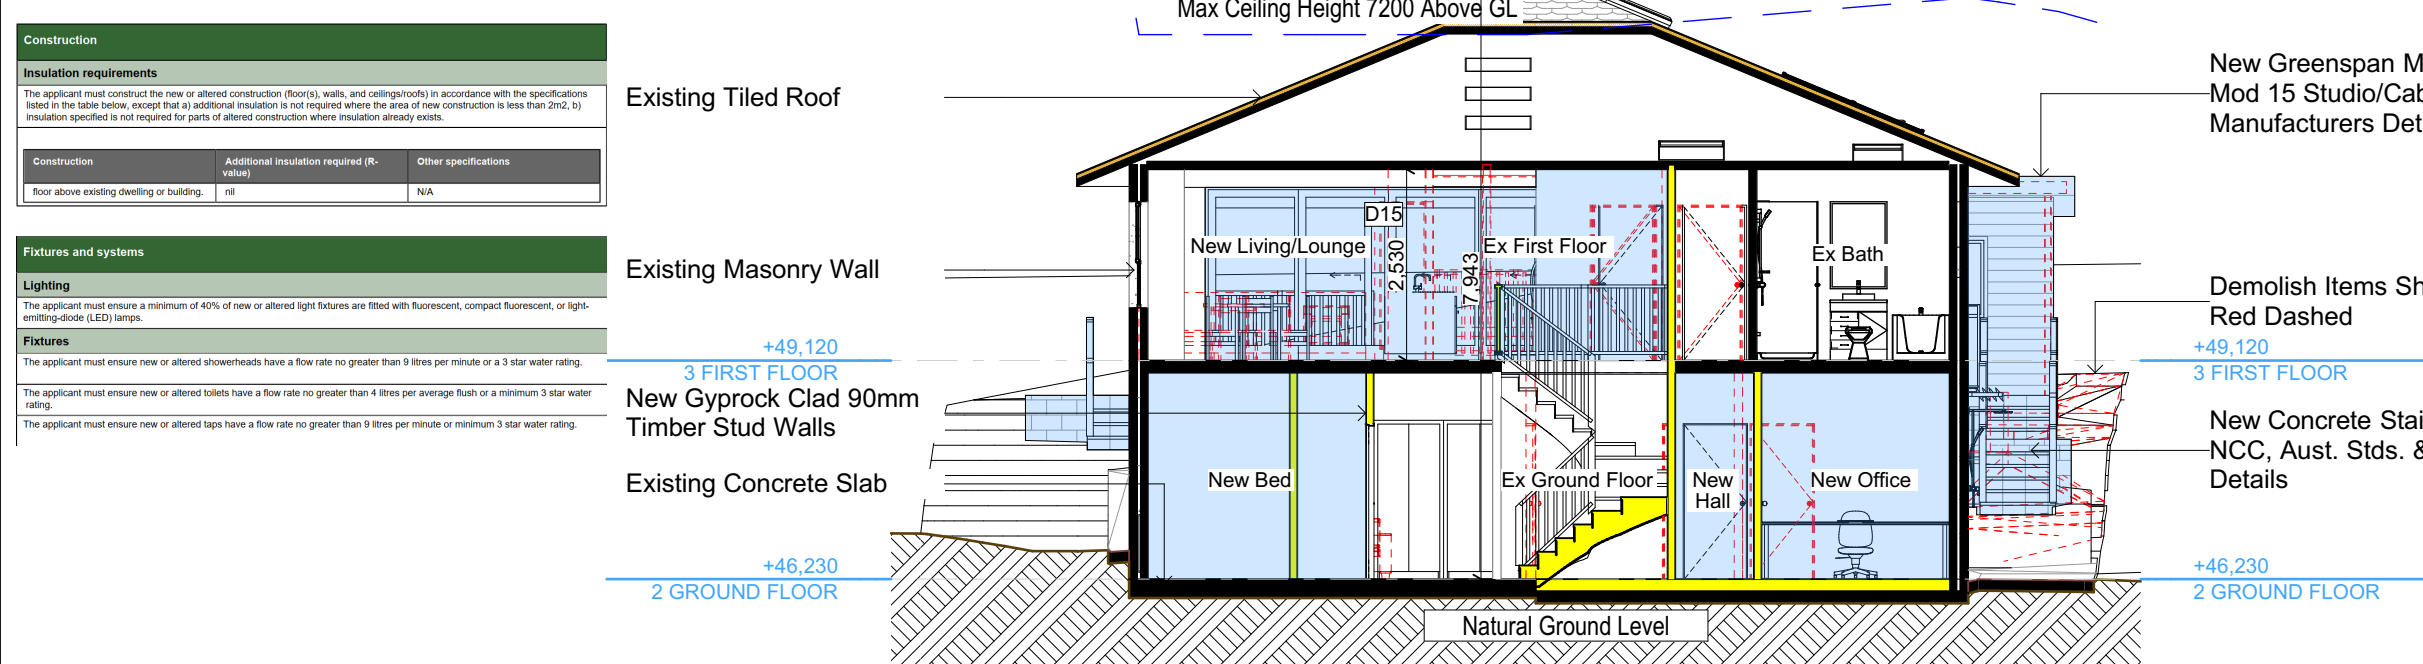 Construction
Insulation requirements
The applicant must construct the new or altered construction (floor(s), walls, and ceilings/roofs) in accordance with the specifications
listed in the table below, except that a) additional insulation is not required where the area of new construction is less than 2m2, b)
insulation specified is not required for parts of altered construction where insulation already exists.
Construction
Additional insulation required (R-
value)
Other specifications
floor above existing dwelling or building.
nil
N/A
Fixtures and systems
Lighting
The applicant must ensure a minimum of 40% of new or altered light fixtures are fitted with fluorescent, compact fluorescent, or light-
emitting-diode (LED) lamps.
Fixtures
The applicant must ensure new or altered showerheads have a flow rate no greater than 9 litres per minute or a 3 star water rating.
The applicant must ensure new or altered toilets have a flow rate no greater than 4 litres per average flush or a minimum 3 star water
rating.
The applicant must ensure new or altered taps have a flow rate no greater than 9 litres per minute or minimum 3 star water rating.
Existing Tiled Roof
Existing Masonry Wall
+49,120
3 FIRST FLOOR
New Gyprock Clad 90mm
Timber Stud Walls
Existing Concrete Slab
+46,230
2 GROUND FLOOR
Max Ceiling Height 7200 Above GL
D15
New Living/Lounge
2,530
7,943
Ex First Floor
Ex Bath
New Bed
Ex Ground Floor
New
Hall
New Office
Natural Ground Level
New Greenspan M
Mod 15 Studio/Cab
Manufacturers Det
Demolish Items Sh
Red Dashed
+49,120
3 FIRST FLOOR
New Concrete Stai
NCC, Aust. Stds. &
Details
+46,230
2 GROUND FLOOR